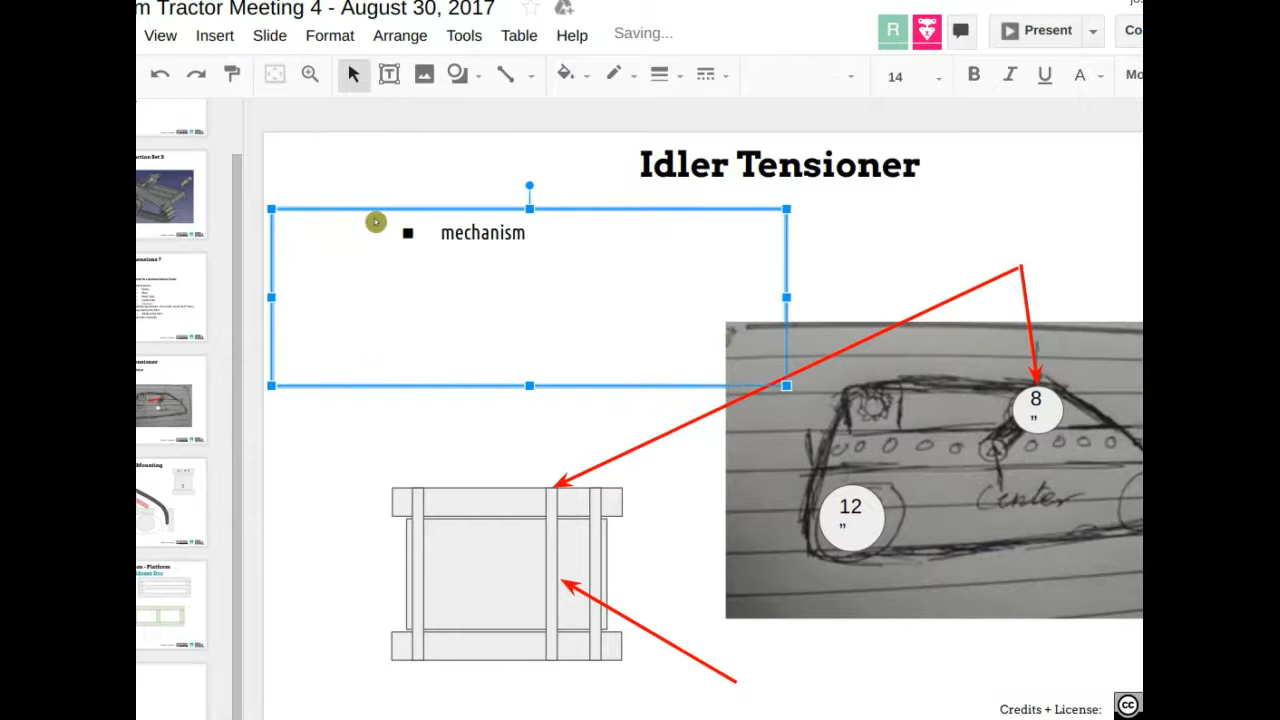 m Tractor Meeting 4 - August 30, 2017
View Insert Slide Format Arrange Tools Table Help Saving...
R
Present
Co
14
B I U A Mo
Idler Tensioner
mechanism
8
”
12
”
Center
Credits + License:
cc